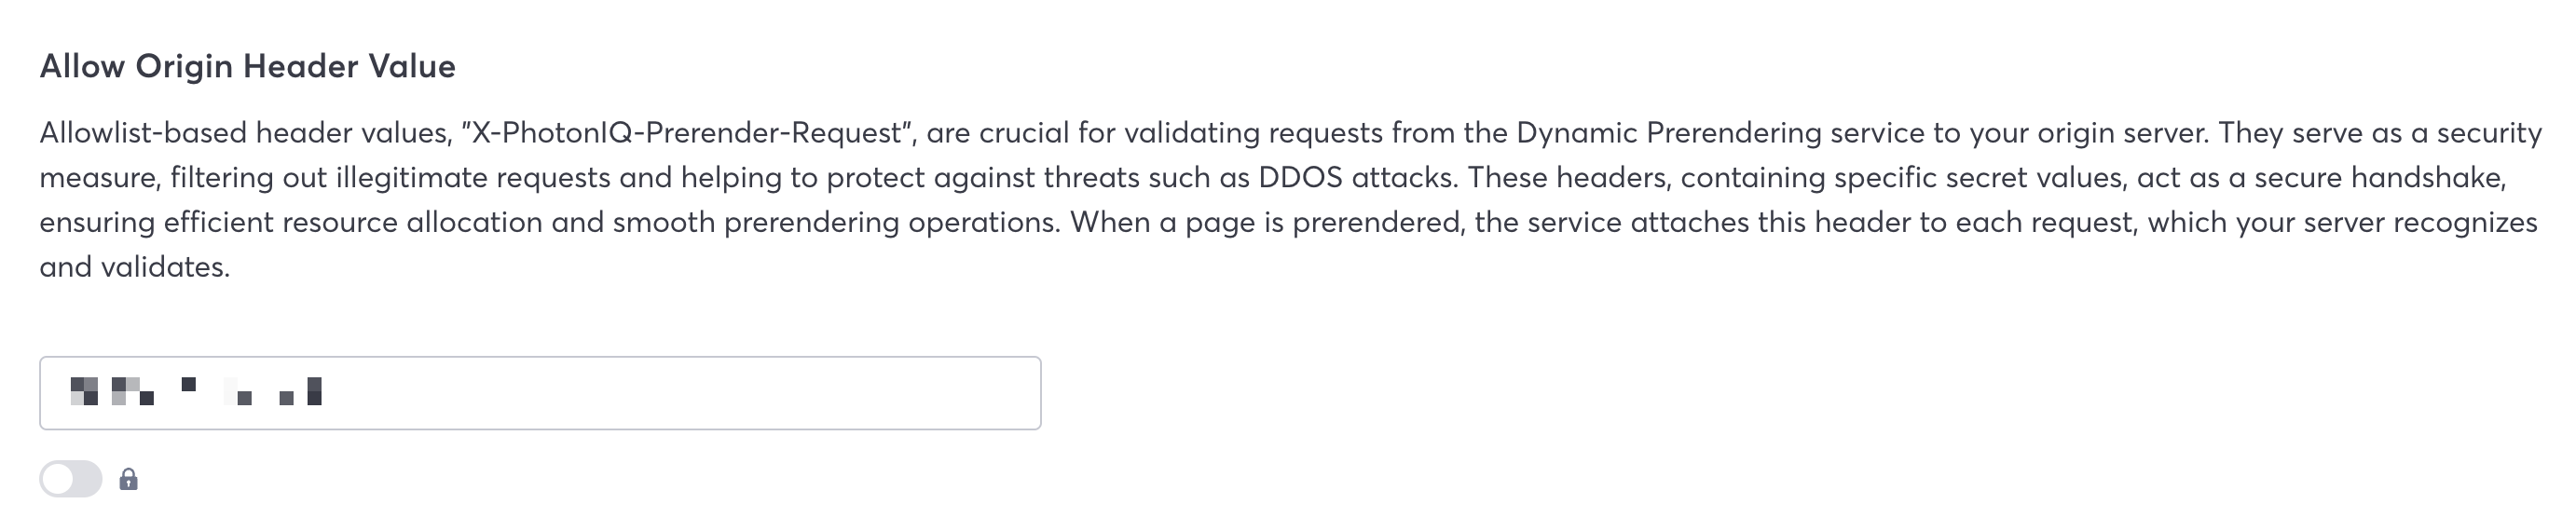 Allow Origin Header Value
Allowlist-based header values, "X-PhotonIQ-Prerender-Request", are crucial for validating requests from the Dynamic Prerendering service to your origin server. They serve as a security
measure, filtering out illegitimate requests and helping to protect against threats such as DDOS attacks. These headers, containing specific secret values, act as a secure handshake,
ensuring efficient resource allocation and smooth prerendering operations. When a page is prerendered, the service attaches this header to each request, which your server recognizes
and validates.